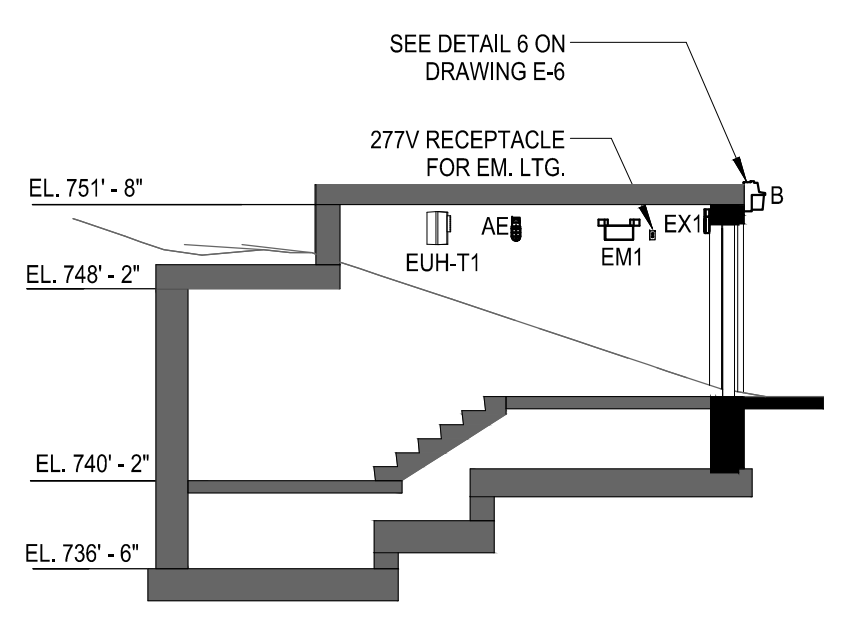 SEE DETAIL 6 ON
DRAWING E-6
277V RECEPTACLE
FOR EM. LTG.
EL. 751' - 8"
B
AE
EX1
EUH-T1
EM1
EL. 748' - 2"
EL. 740' - 2"
EL. 736' - 6"